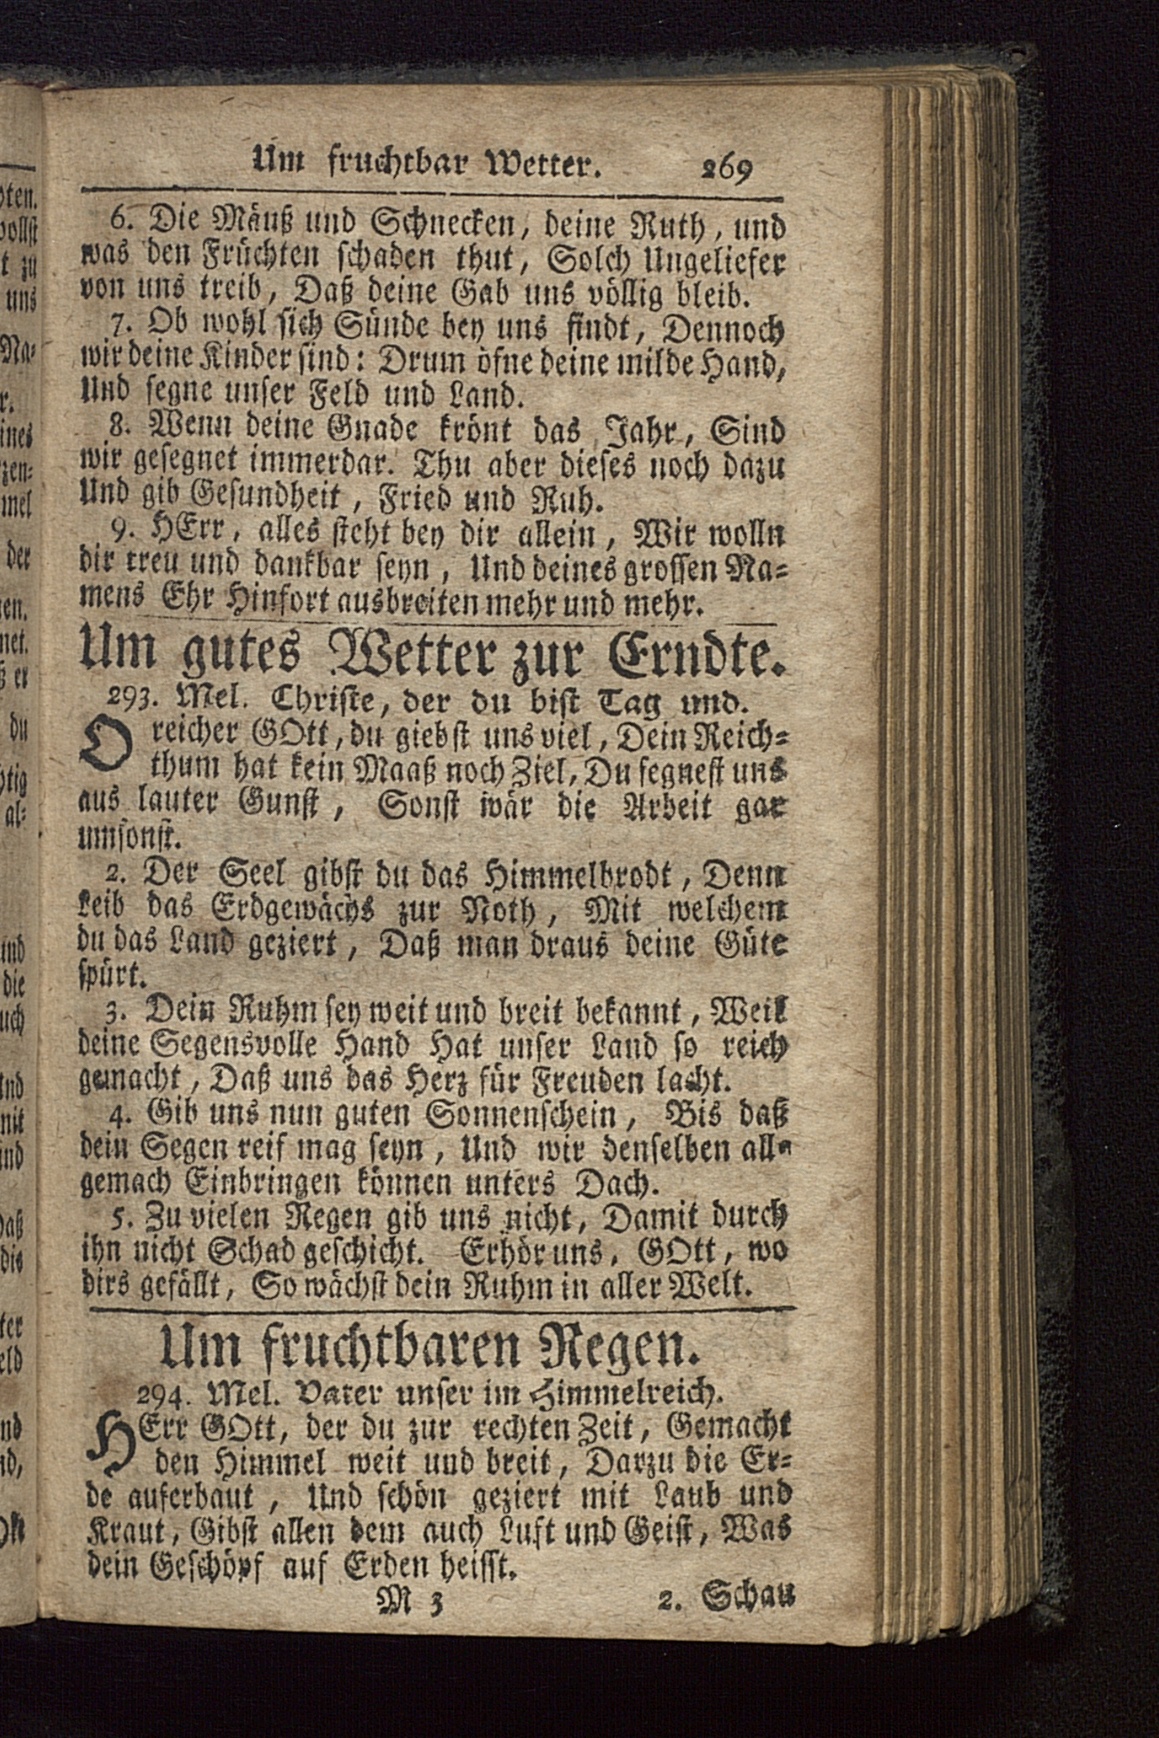 Um fruchtbar Wetter. 269
6. Die Mäuß und Schnecken, deine Ruth, und
was den Früchten schaden thut, Solch Ungeliefer
von uns treib, Daß deine Gab uns völlig bleib.
7. Ob wohl sich Sünde bey uns findt, Dennoch
wir deine Kinder sind: Drum öfne deine milde Hand,
Und segne unser Feld und Land.
8. Wenn deine Gnade krönt das Jahr, Sind
wir gesegnet immerdar. Thu aber dieses noch dazu
Und gib Gesundheit, Fried und Ruh.
9. HErr, alles steht bey dir allein, Wir wolln
dir treu und dankbar seyn, Und deines grossen Na-
mens Ehr Hinfort ausbreiten mehr und mehr.
Um gutes Wetter zur Erndte.
293. Mel. Christe, der du bist Tag und.
O reicher GOtt, du giebst uns viel, Dein Reich-
thum hat kein Maaß noch Ziel, Du segnest uns
aus lauter Gunst, Sonst wär die Arbeit gar
umsonst.
2. Der Seel gibst du das Himmelbrodt, Denn
Leib das Erdgewächs zur Noth, Mit welchem
du das Land geziert, Daß man draus deine Güte
spürt.
3. Dein Ruhm sey weit und breit bekannt, Weil
deine Segensvolle Hand Hat unser Land so reich
gemacht, Daß uns das Herz für Freuden lacht.
4. Gib uns nun guten Sonnenschein, Bis daß
dein Segen reif mag seyn, Und wir denselben all-
gemach Einbringen können unters Dach.
5. Zu vielen Regen gib uns nicht, Damit durch
ihn nicht Schad geschicht. Erhör uns, GOtt, wo
dirs gefällt, So wächst dein Ruhm in aller Welt.
Um fruchtbaren Regen.
294. Mel. Vater unser im Himmelreich.
HErr GOtt, der du zur rechten Zeit, Gemacht
den Himmel weit und breit, Darzu die Er-
de auferbaut, Und schön geziert mit Laub und
Kraut, Gibst allen dem auch Luft und Geist, Was
dein Geschöpf auf Erden heisst.
M 3 2. Schau